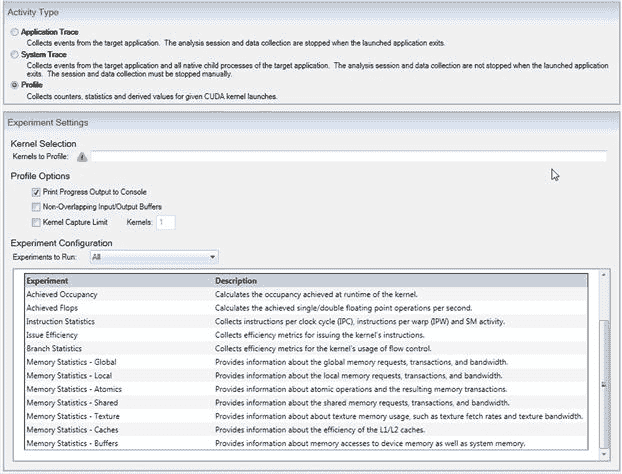 Activity Type
Application Trace
Collects events from the target application. The analysis session and data collection are stopped when the launched application exits.
System Trace
Collects events from the target application and all native child processes of the target application. The analysis session and data collection are not stopped when the launched application
exits. The session and data collection must be stopped manually.
Profile
Collects counters, statistics and derived values for given CUDA kernel launches.
Experiment Settings
Kernel Selection
Kernels to Profile:
Profile Options
Print Progress Output to Console
Non-Overlapping Input/Output Buffers
Kernel Capture Limit Kernels: 1
Experiment Configuration
Experiments to Run: All
Experiment Description
Achieved Occupancy Calculates the occupancy achieved at runtime of the kernel.
Achieved Flops Calculates the achieved single/double floating point operations per second.
Instruction Statistics Collects instructions per clock cycle (IPC), instructions per warp (IPW) and SM activity.
Issue Efficiency Collects efficiency metrics for issuing the kernel's instructions.
Branch Statistics Collects efficiency metrics for the kernel's usage of flow control.
Memory Statistics - Global Provides information about the global memory requests, transactions, and bandwidth.
Memory Statistics - Local Provides information about the local memory requests, transactions, and bandwidth.
Memory Statistics - Atomics Provides information about atomic operations and the resulting memory transactions.
Memory Statistics - Shared Provides information about the shared memory requests, transactions, and bandwidth.
Memory Statistics - Texture Provides information about about texture memory usage, such as texture fetch rates and texture bandwidth.
Memory Statistics - Caches Provides information about the efficiency of the L1/L2 caches.
Memory Statistics - Buffers Provides information about memory accesses to device memory as well as system memory.